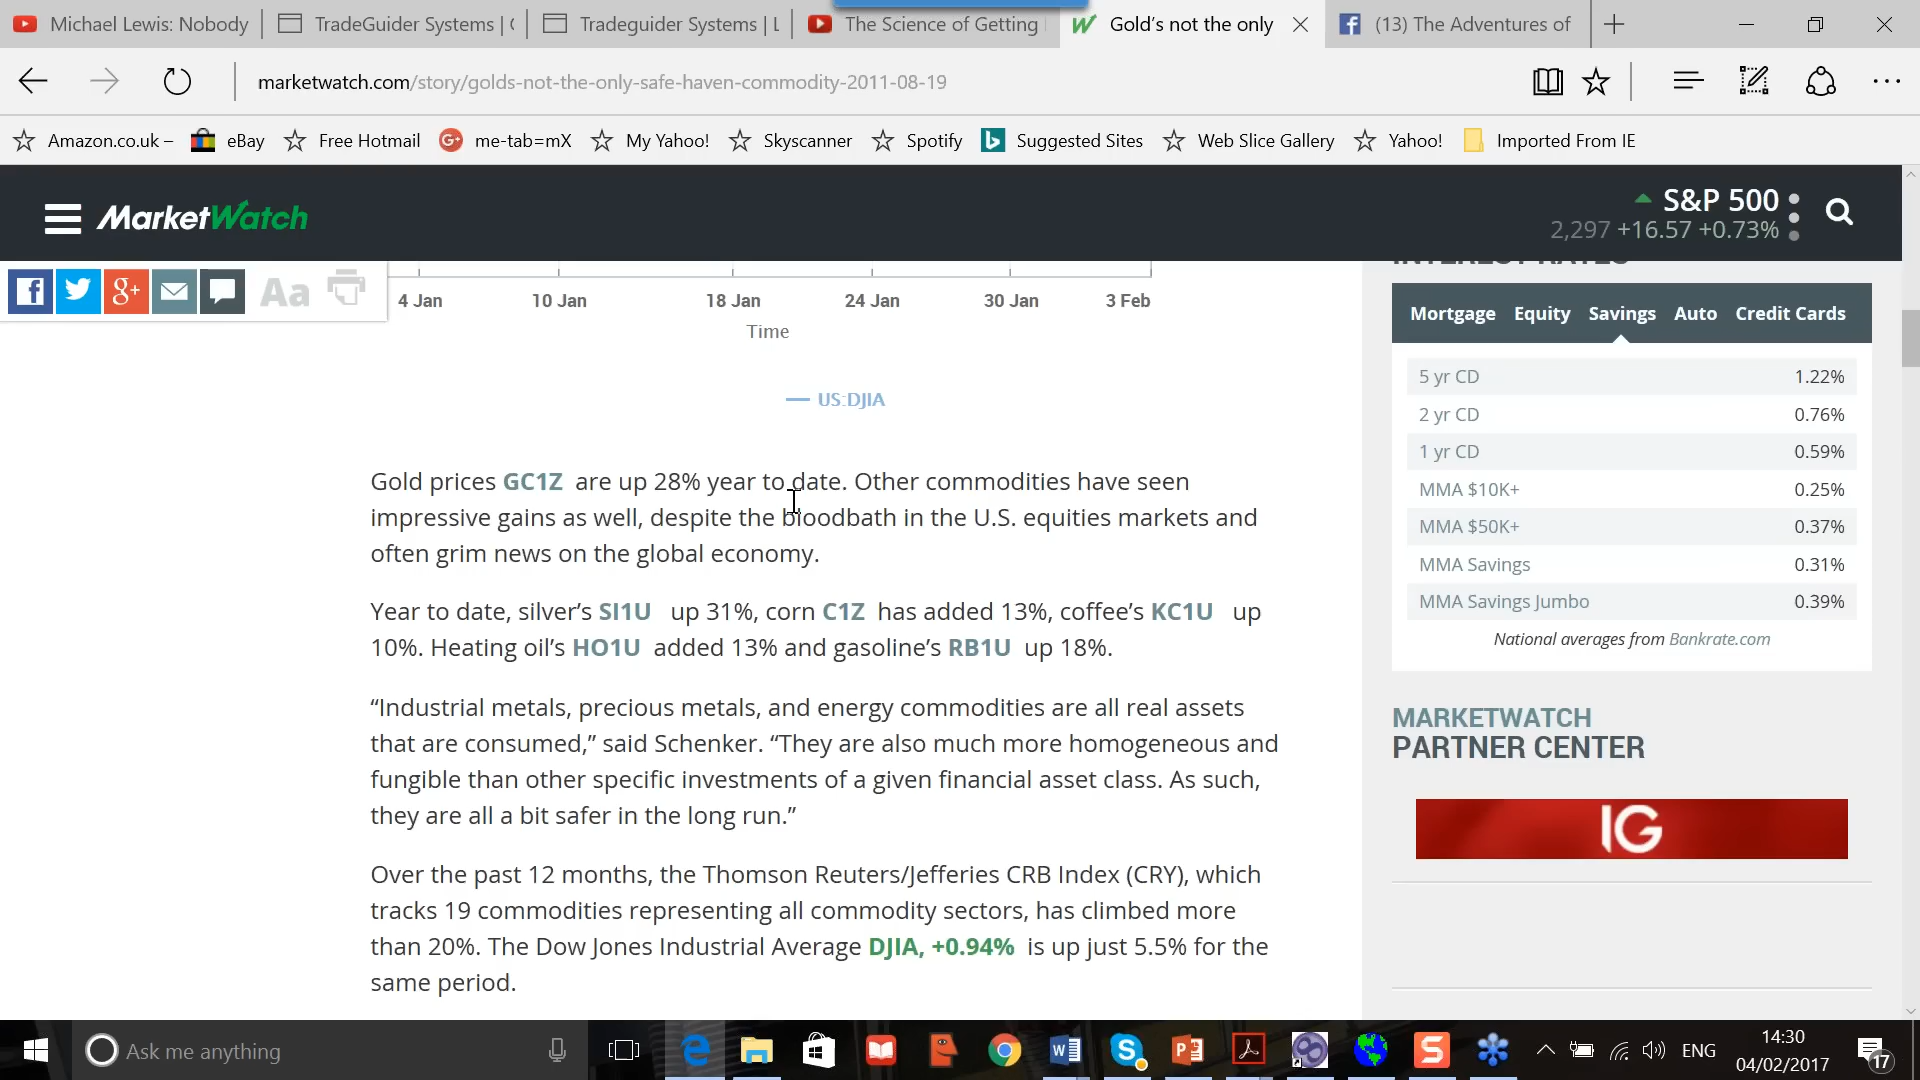 Michael Lewis: Nobody
TradeGuider Systems | (
Tradeguider Systems | L
The Science of Getting
Gold's not the only
(13) The Adventures of
marketwatch.com/story/golds-not-the-only-safe-haven-commodity-2011-08-19
Amazon.co.uk –
eBay
Free Hotmail
me-tab=mX
My Yahoo!
Skyscanner
Spotify
Suggested Sites
Web Slice Gallery
Yahoo!
Imported From IE
MarketWatch
S&P 500
2,297 +16.57 +0.73%
Aa
4 Jan 10 Jan 18 Jan 24 Jan 30 Jan 3 Feb
Time
US:DJIA
Gold prices GC1Z are up 28% year to date. Other commodities have seen
impressive gains as well, despite the bloodbath in the U.S. equities markets and
often grim news on the global economy.
Year to date, silver’s SI1U up 31%, corn C1Z has added 13%, coffee’s KC1U up
10%. Heating oil’s HO1U added 13% and gasoline’s RB1U up 18%.
“Industrial metals, precious metals, and energy commodities are all real assets
that are consumed,” said Schenker. “They are also much more homogeneous and
fungible than other specific investments of a given financial asset class. As such,
they are all a bit safer in the long run.”
Over the past 12 months, the Thomson Reuters/Jefferies CRB Index (CRY), which
tracks 19 commodities representing all commodity sectors, has climbed more
than 20%. The Dow Jones Industrial Average DJIA, +0.94% is up just 5.5% for the
same period.
INTEREST RATES
Mortgage Equity Savings Auto Credit Cards
5 yr CD 1.22%
2 yr CD 0.76%
1 yr CD 0.59%
MMA $10K+ 0.25%
MMA $50K+ 0.37%
MMA Savings 0.31%
MMA Savings Jumbo 0.39%
National averages from Bankrate.com
MARKETWATCH
PARTNER CENTER
IG
Ask me anything
ENG
14:30
04/02/2017
17